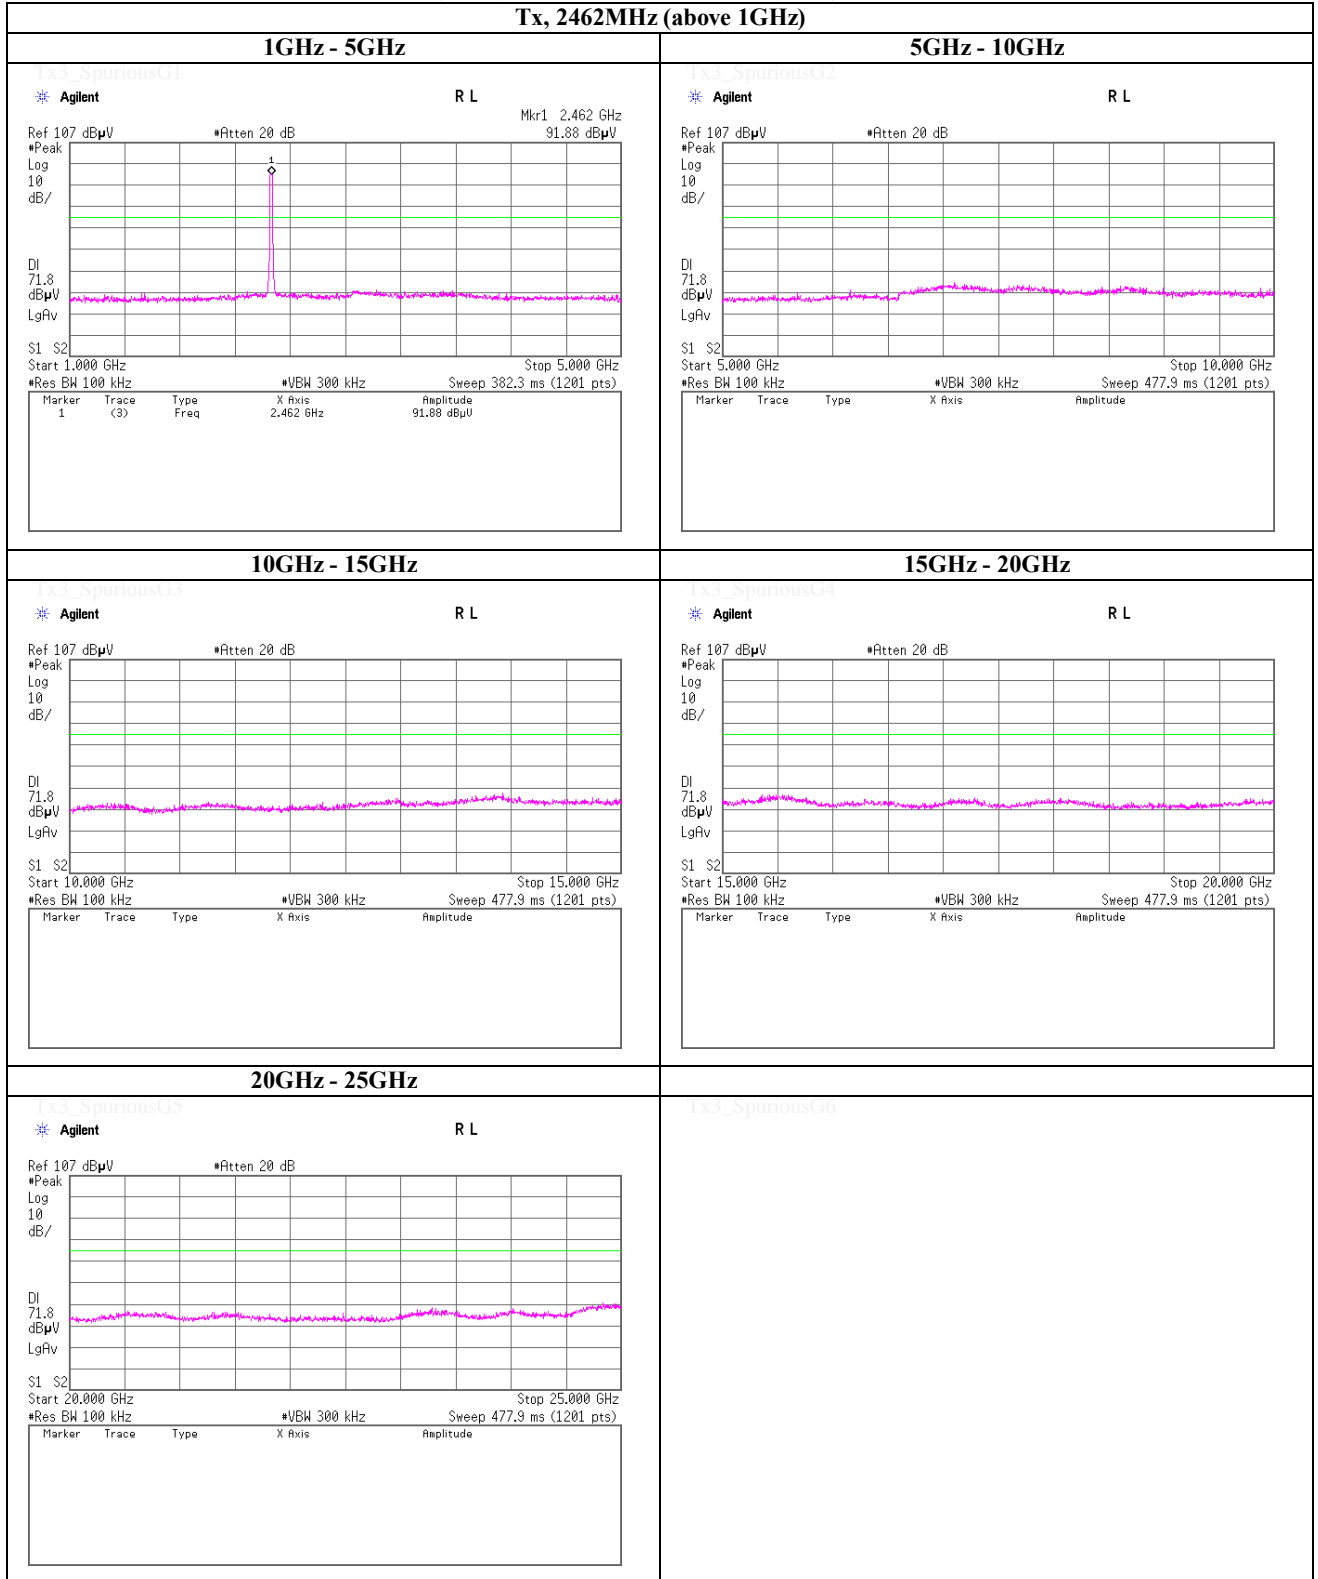 Tx, 2462MHz (above 1GHz)
1GHz - 5GHz
5GHz - 10GHz
Tx3_SpuriousG1
Agilent
R L
Mkr1 2.462 GHz
Ref 107 dBµV #Atten 20 dB 91.88 dBµV
#Peak
Log
10
dB/
1
DI
71.8
dBµV
LgAv
S1 S2
Start 1.000 GHz Stop 5.000 GHz
#Res BW 100 kHz #VBW 300 kHz Sweep 382.3 ms (1201 pts)
Marker Trace Type X Axis Amplitude
1 (3) Freq 2.462 GHz 91.88 dBµV
Tx3_SpuriousG2
Agilent
R L
Ref 107 dBµV #Atten 20 dB
#Peak
Log
10
dB/
DI
71.8
dBµV
LgAv
S1 S2
Start 5.000 GHz Stop 10.000 GHz
#Res BW 100 kHz #VBW 300 kHz Sweep 477.9 ms (1201 pts)
Marker Trace Type X Axis Amplitude
10GHz - 15GHz
15GHz - 20GHz
Tx3_SpuriousG3
Agilent
R L
Ref 107 dBµV #Atten 20 dB
#Peak
Log
10
dB/
DI
71.8
dBµV
LgAv
S1 S2
Start 10.000 GHz Stop 15.000 GHz
#Res BW 100 kHz #VBW 300 kHz Sweep 477.9 ms (1201 pts)
Marker Trace Type X Axis Amplitude
Tx3_SpuriousG4
Agilent
R L
Ref 107 dBµV #Atten 20 dB
#Peak
Log
10
dB/
DI
71.8
dBµV
LgAv
S1 S2
Start 15.000 GHz Stop 20.000 GHz
#Res BW 100 kHz #VBW 300 kHz Sweep 477.9 ms (1201 pts)
Marker Trace Type X Axis Amplitude
20GHz - 25GHz
Tx3_SpuriousG5
Agilent
R L
Ref 107 dBµV #Atten 20 dB
#Peak
Log
10
dB/
DI
71.8
dBµV
LgAv
S1 S2
Start 20.000 GHz Stop 25.000 GHz
#Res BW 100 kHz #VBW 300 kHz Sweep 477.9 ms (1201 pts)
Marker Trace Type X Axis Amplitude
Tx3_SpuriousG6